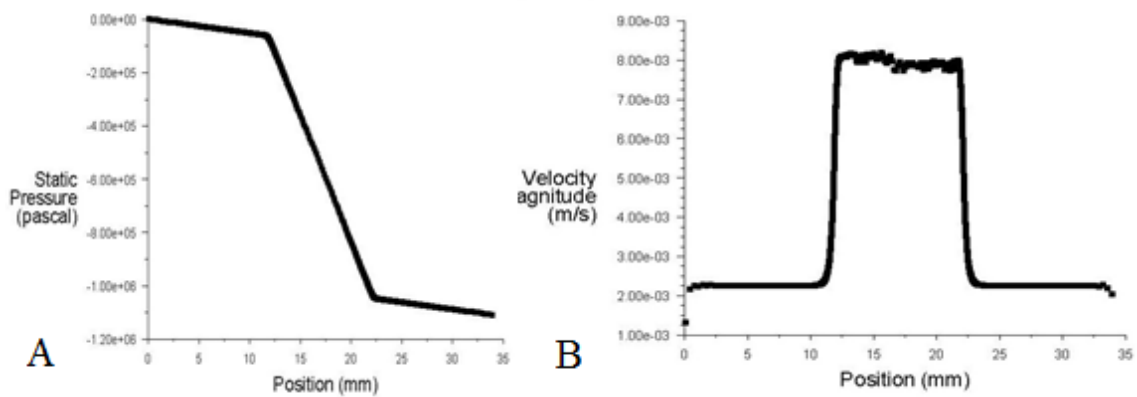 0.00e+00
-2.00e+05
-4.00e+05
-6.00e+05
-8.00e+05
-1.00e+06
-1.20e+06
Static
Pressure
(pascal)
0 5 10 15 20 25 30 35
Position (mm)
A
9.00e-03
8.00e-03
7.00e-03
6.00e-03
5.00e-03
4.00e-03
3.00e-03
2.00e-03
1.00e-03
Velocity
agnitude
(m/s)
0 5 10 15 20 25 30 35
Position (mm)
B